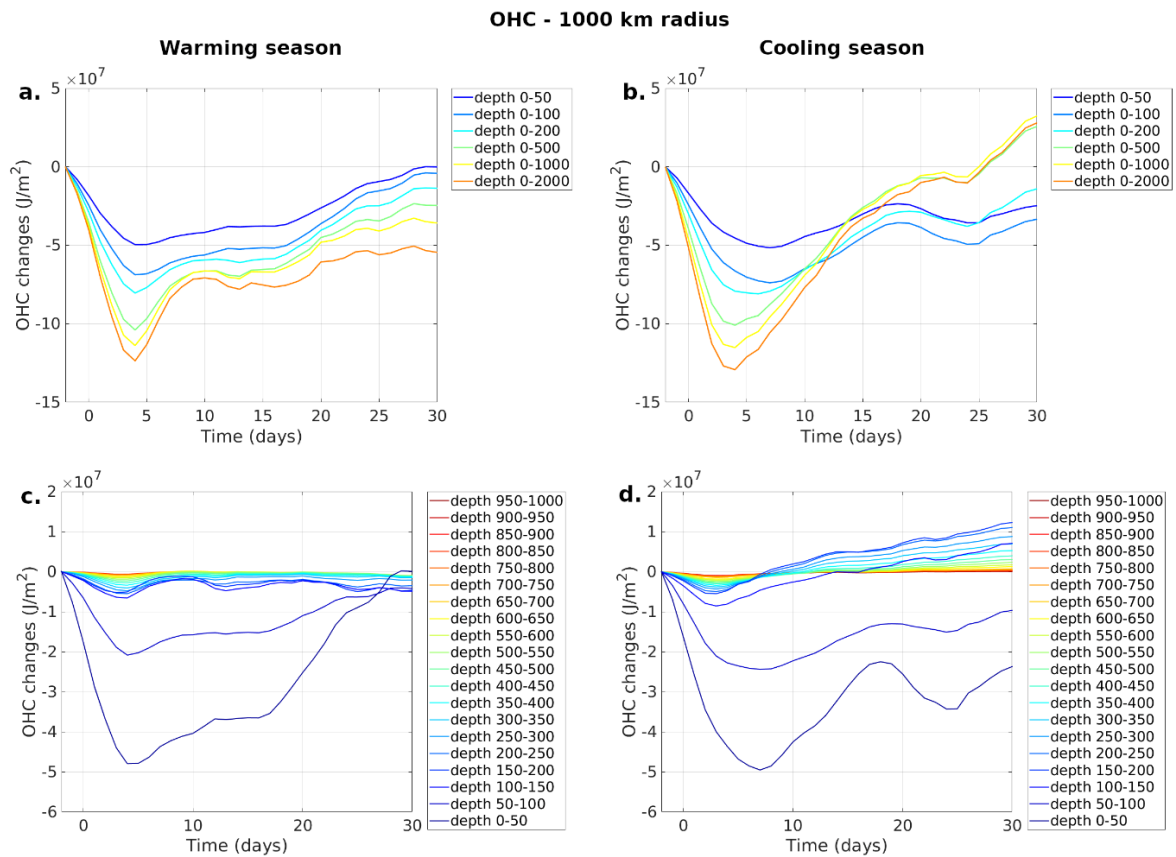 OHC - 1000 km radius
Warming season
Cooling season
a.
×10^7
5
0
-5
-10
-15
OHC changes (J/m^2)
0 5 10 15 20 25 30
Time (days)
depth 0-50
depth 0-100
depth 0-200
depth 0-500
depth 0-1000
depth 0-2000
b.
×10^7
5
0
-5
-10
-15
OHC changes (J/m^2)
0 5 10 15 20 25 30
Time (days)
depth 0-50
depth 0-100
depth 0-200
depth 0-500
depth 0-1000
depth 0-2000
c.
×10^7
2
1
0
-1
-2
-3
-4
-5
-6
OHC changes (J/m^2)
0 10 20 30
Time (days)
depth 950-1000
depth 900-950
depth 850-900
depth 800-850
depth 750-800
depth 700-750
depth 650-700
depth 600-650
depth 550-600
depth 500-550
depth 450-500
depth 400-450
depth 350-400
depth 300-350
depth 250-300
depth 200-250
depth 150-200
depth 100-150
depth 50-100
depth 0-50
d.
×10^7
2
1
0
-1
-2
-3
-4
-5
-6
OHC changes (J/m^2)
0 10 20 30
Time (days)
depth 950-1000
depth 900-950
depth 850-900
depth 800-850
depth 750-800
depth 700-750
depth 650-700
depth 600-650
depth 550-600
depth 500-550
depth 450-500
depth 400-450
depth 350-400
depth 300-350
depth 250-300
depth 200-250
depth 150-200
depth 100-150
depth 50-100
depth 0-50